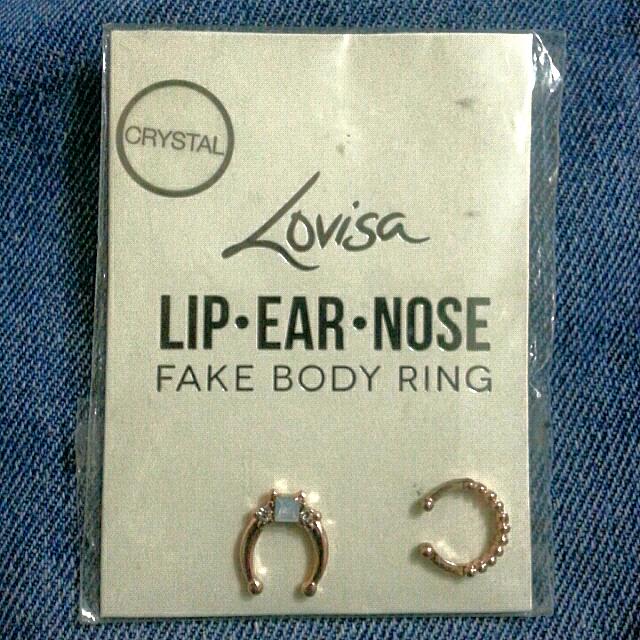 CRYSTAL
Lovisa
LIP•EAR•NOSE
FAKE BODY RING